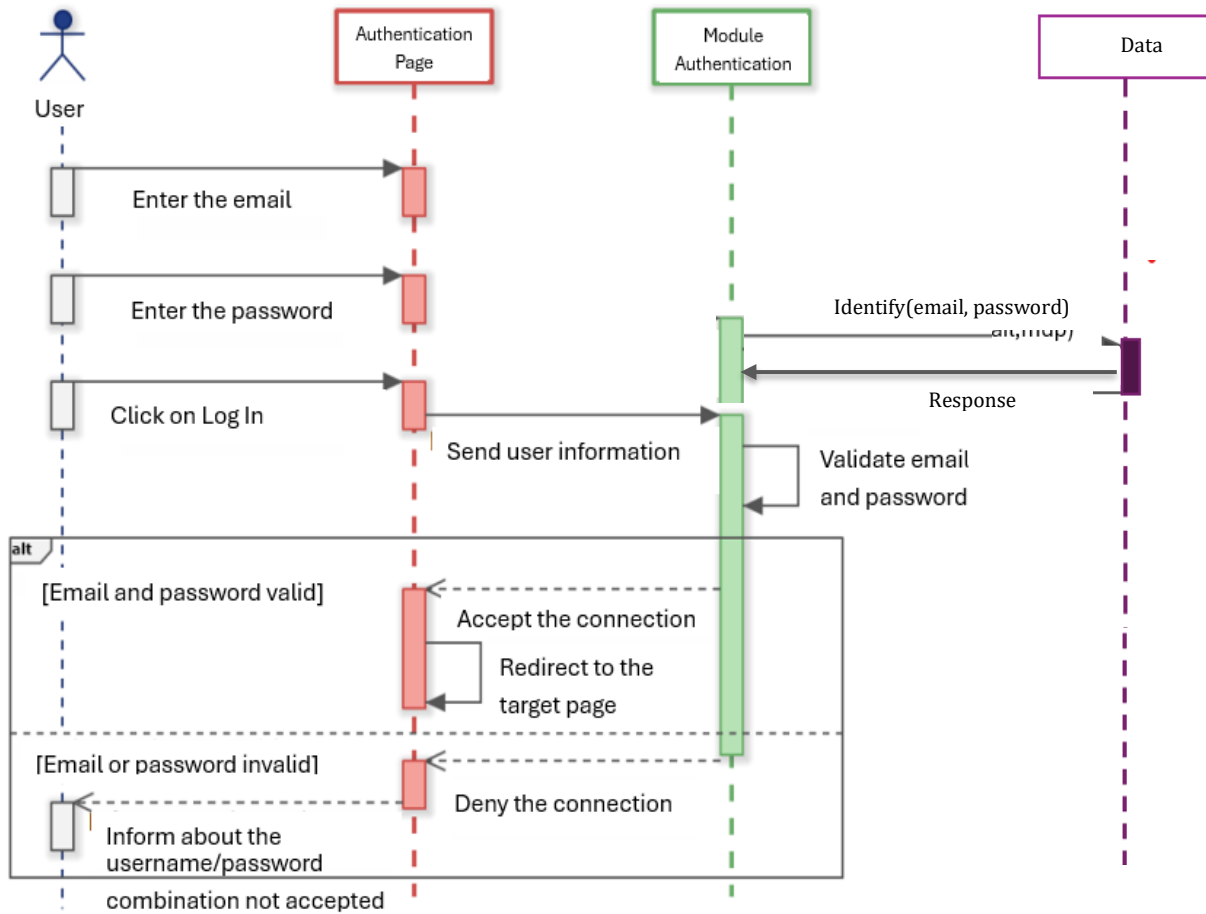 Authentication
Page
Module
Authentication
Data
User
Enter the email
Enter the password
Identify(email, password)
Click on Log In
Response
Send user information
Validate email
and password
alt
[Email and password valid]
Accept the connection
Redirect to the
target page
[Email or password invalid]
Deny the connection
Inform about the
username/password
combination not accepted